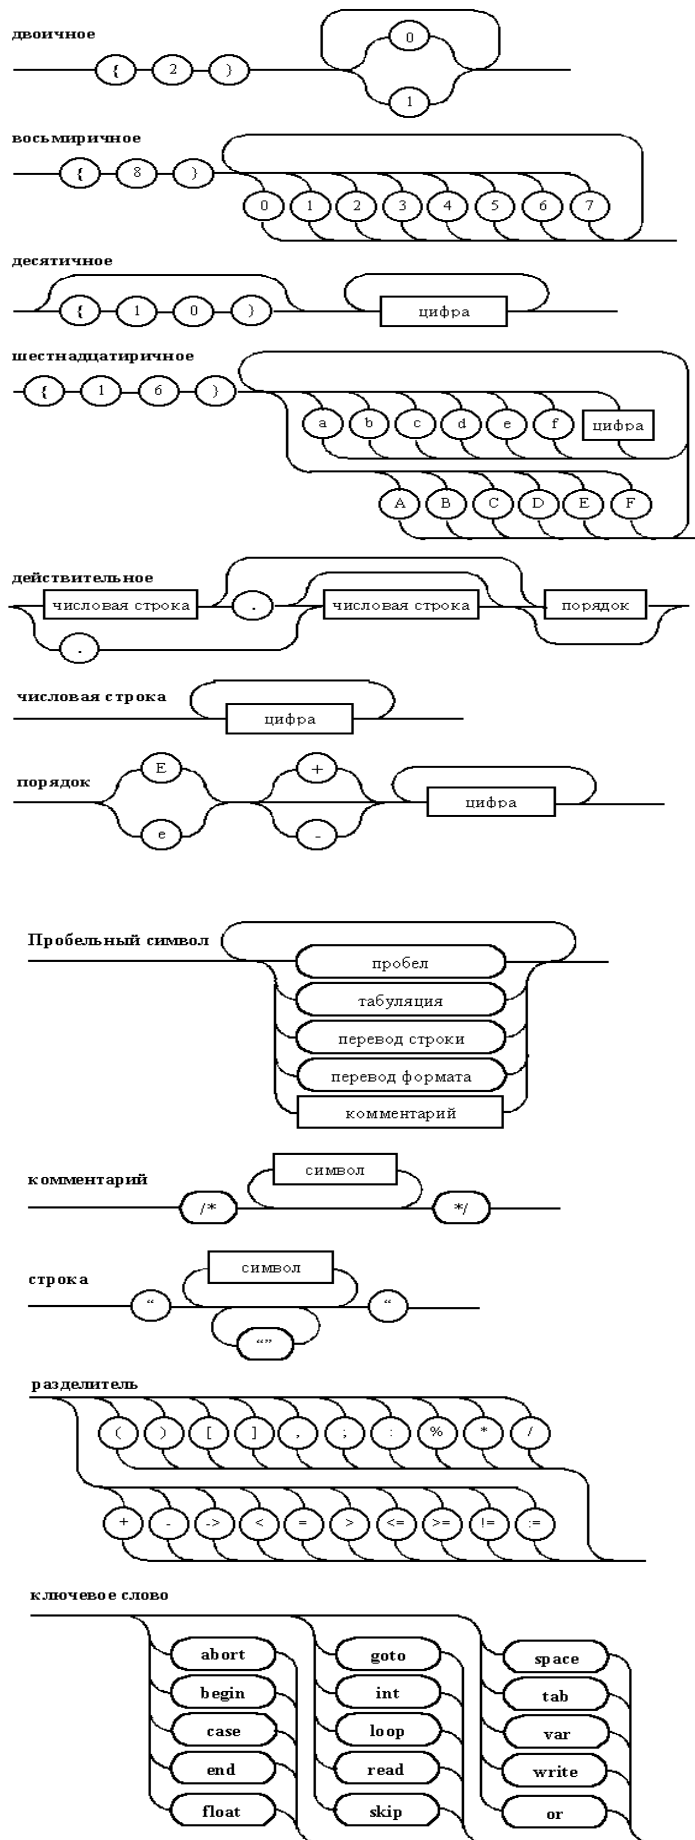 двоичное
0
{ 2 }
1
восьмиричное
{ 8 }
0 1 2 3 4 5 6 7
десятичное
{ 1 0 } цифра
шестнадцатиричное
{ 1 6 }
a b c d e f цифра
A B C D E F
действительное
числовая строка . числовая строка порядок
.
числовая строка
цифра
E +
порядок
цифра
e -
Пробельный символ
пробел
табуляция
перевод строки
перевод формата
комментарий
символ
комментарий
/* */
символ
строка
“ “
“”
разделитель
( ) [ ] , ; : % * /
+ - -> < = > <= >= != :=
ключевое слово
abort goto space
begin int tab
case loop var
end read write
float skip or